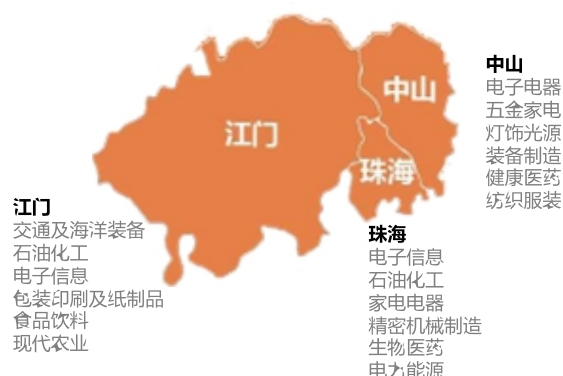 中山
电子电器
五金家电
灯饰光源
装备制造
健康医药
纺织服装
中山
江门
珠海
江门
交通及海洋装备
石油化工
电子信息
包装印刷及纸制品
食品饮料
现代农业
珠海
电子信息
石油化工
家电电器
精密机械制造
生物医药
电力能源